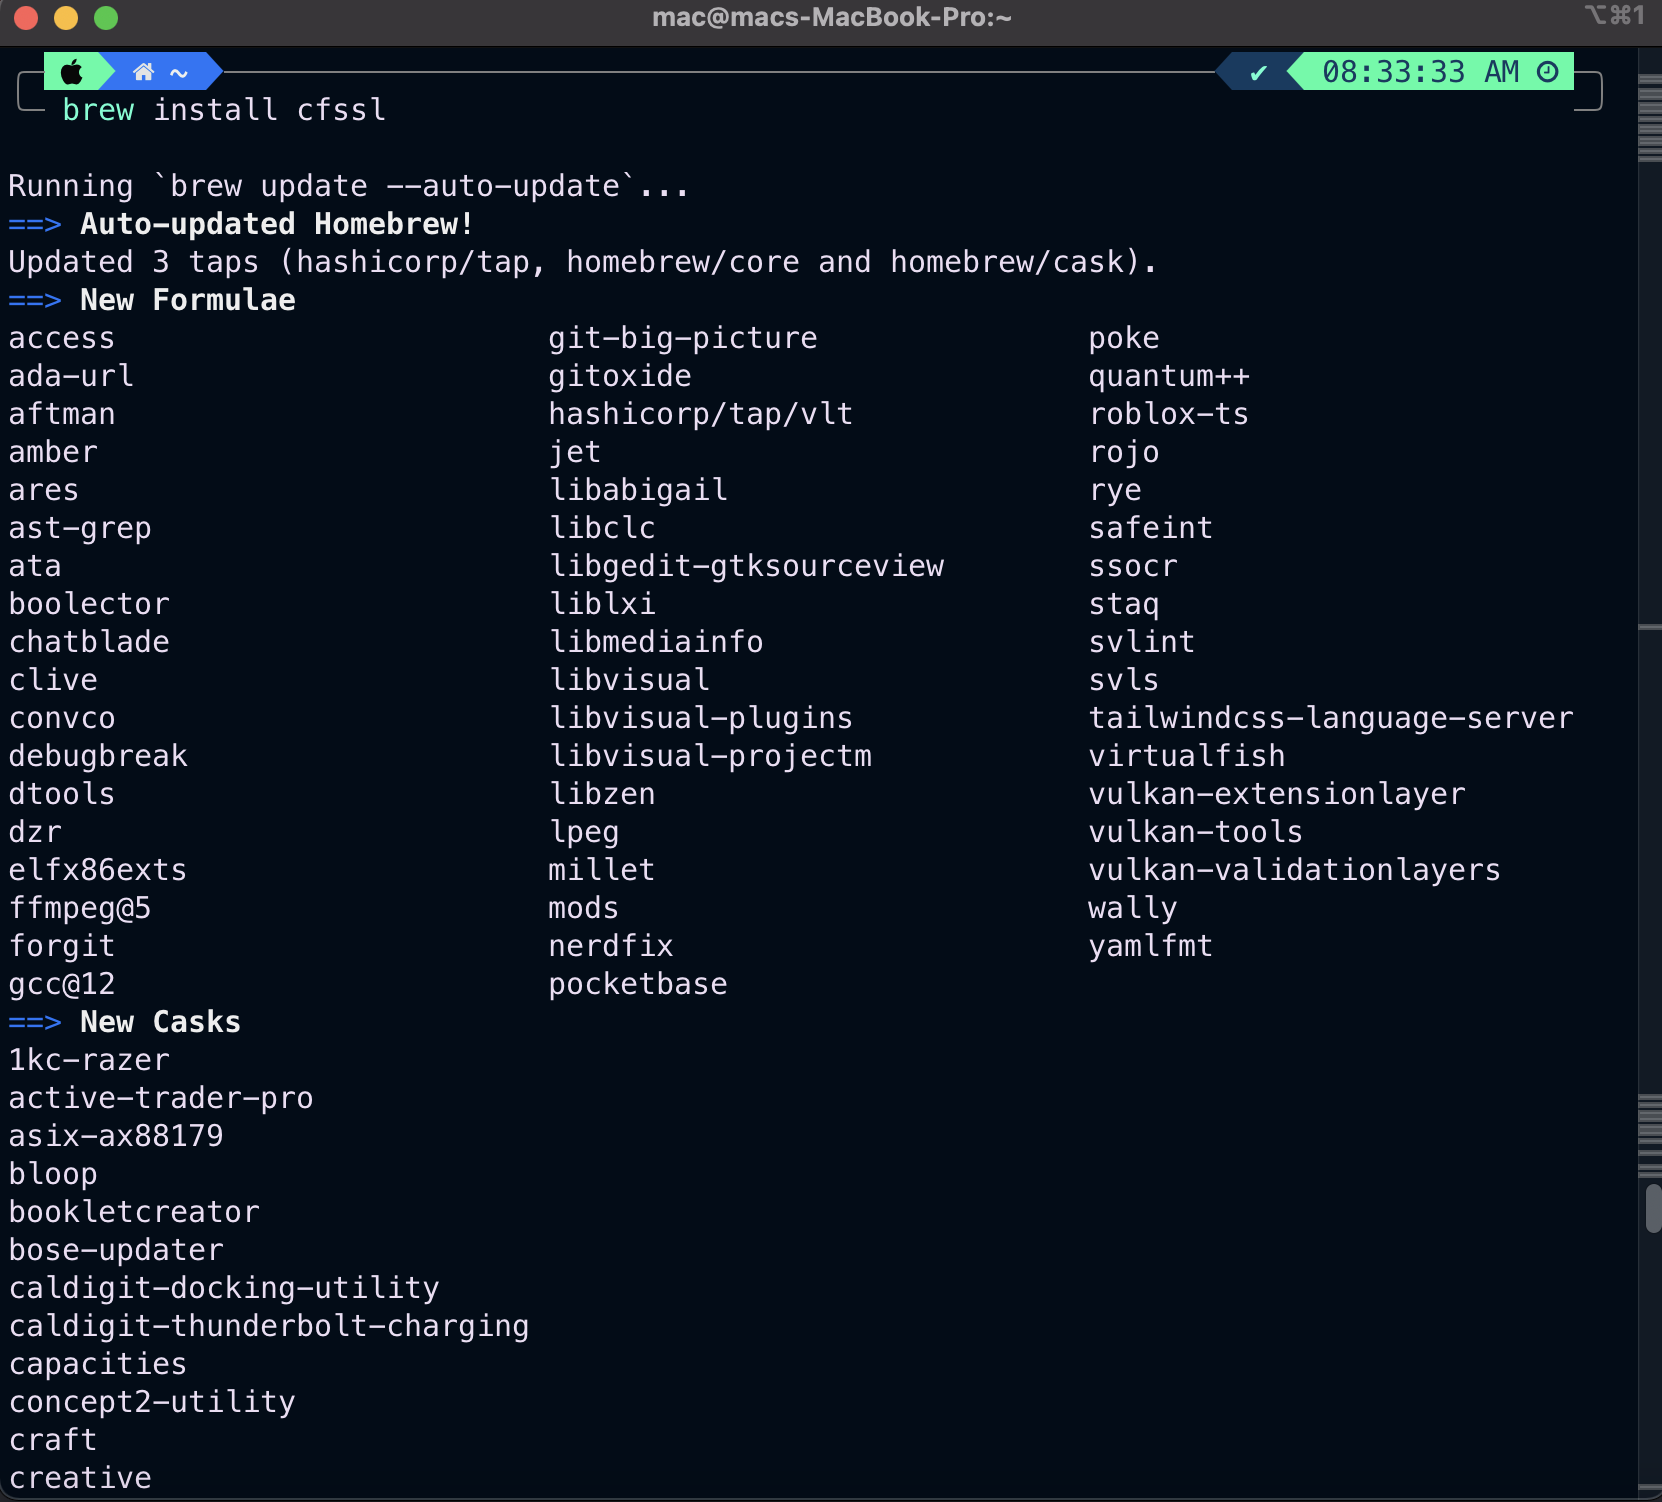 mac@macs-MacBook-Pro:~ ⌥⌘1
~ ✔ 08:33:33 AM
brew install cfssl
Running `brew update --auto-update`...
==> Auto-updated Homebrew!
Updated 3 taps (hashicorp/tap, homebrew/core and homebrew/cask).
==> New Formulae
access git-big-picture poke
ada-url gitoxide quantum++
aftman hashicorp/tap/vlt roblox-ts
amber jet rojo
ares libabigail rye
ast-grep libclc safeint
ata libgedit-gtksourceview ssocr
boolector liblxi staq
chatblade libmediainfo svlint
clive libvisual svls
convco libvisual-plugins tailwindcss-language-server
debugbreak libvisual-projectm virtualfish
dtools libzen vulkan-extensionlayer
dzr lpeg vulkan-tools
elfx86exts millet vulkan-validationlayers
ffmpeg@5 mods wally
forgit nerdfix yamlfmt
gcc@12 pocketbase
==> New Casks
1kc-razer
active-trader-pro
asix-ax88179
bloop
bookletcreator
bose-updater
caldigit-docking-utility
caldigit-thunderbolt-charging
capacities
concept2-utility
craft
creative